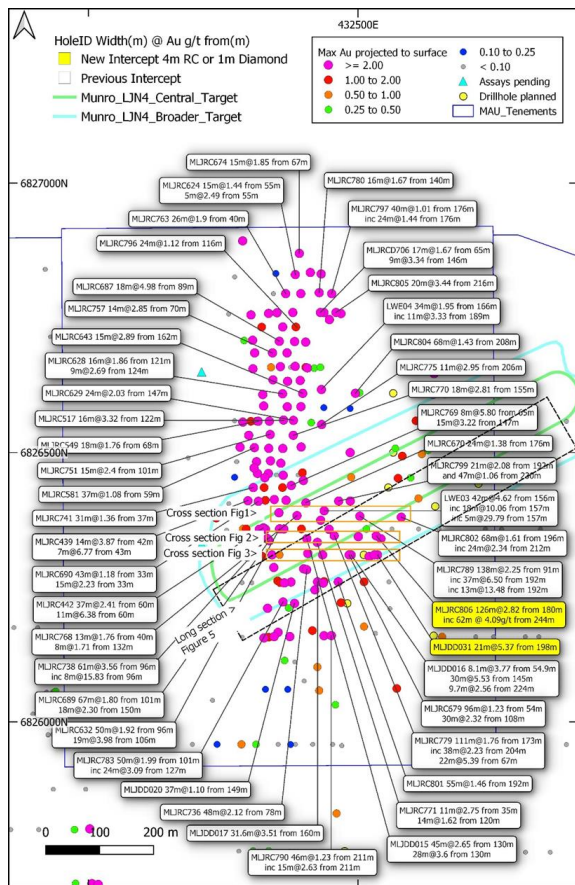 432500E
HoleID Width(m) @ Au g/t from(m)
New Intercept 4m RC or 1m Diamond
Previous Intercept
Munro_LJN4_Central_Target
Munro_LJN4_Broader_Target
Max Au projected to surface
>= 2.00
1.00 to 2.00
0.50 to 1.00
0.25 to 0.50
0.10 to 0.25
< 0.10
Assays pending
Drillhole planned
MAU_Tenements
6827000N
6826500N
6826000N
MLJRC674 15m @1.85 from 67m
MLJRC624 15m @1.44 from 55m
5m @2.49 from 55m
MLJRC763 26m @1.9 from 40m
MLJRC796 24m @1.12 from 116m
MLJRC687 18m @4.98 from 89m
MLJRC757 14m @2.85 from 70m
MLJRC643 15m @2.89 from 162m
MLJRC628 16m @1.86 from 121m
9m @2.69 from 124m
MLJRC629 24m @2.03 from 147m
MLJRC517 16m @3.32 from 122m
MLJRC549 18m @1.76 from 68m
MLJRC751 15m @2.4 from 101m
MLJRC581 37m @1.08 from 59m
MLJRC741 31m @1.36 from 37m
MLJRC439 14m @3.87 from 42m
7m @6.77 from 43m
MLJRC690 43m @1.18 from 33m
15m @2.23 from 33m
MLJRC442 37m @2.41 from 60m
11m @6.38 from 60m
MLJRC768 13m @1.76 from 40m
8m @1.71 from 132m
MLJRC738 61m @3.56 from 96m
inc 8m @15.83 from 96m
MLJRC689 67m @1.80 from 101m
18m @2.30 from 150m
MLJRC632 50m @1.92 from 96m
19m @3.98 from 106m
MLJRC783 50m @1.99 from 101m
inc 24m @3.09 from 127m
MLJDD020 37m @1.10 from 149m
MLJRC736 48m @2.12 from 78m
MLJDD017 31.6m @3.51 from 160m
MLJRC790 46m @1.23 from 211m
inc 15m @2.63 from 211m
MLJRC780 16m @1.67 from 140m
MLJRC797 40m @1.01 from 176m
inc 24m @1.44 from 176m
MLJRCD706 17m @1.67 from 65m
9m @3.34 from 146m
MLJRC805 20m @3.44 from 216m
LWE04 34m @1.95 from 166m
inc 11m @3.33 from 189m
MLJRC804 68m @1.43 from 208m
MLJRC775 11m @2.95 from 206m
MLJRC770 18m @2.81 from 155m
MLJRC769 8m @5.80 from 65m
15m @3.22 from 147m
MLJRC670 24m @1.38 from 176m
MLJRC799 21m @2.08 from 193m
and 47m @1.06 from 230m
LWE03 42m @4.62 from 156m
inc 18m @10.06 from 157m
inc 5m @29.79 from 157m
MLJRC802 68m @1.61 from 196m
inc 24m @2.34 from 212m
MLJRC789 138m @2.25 from 91m
inc 37m @6.50 from 192m
inc 13m @13.48 from 192m
MLJRC806 126m @2.82 from 180m
inc 62m @ 4.09g/t from 244m
MLJDD031 21m @5.37 from 198m
MLJDD016 8.1m @3.77 from 54.9m
30m @5.53 from 145m
9.7m @2.56 from 224m
MLJRC679 96m @1.23 from 54m
30m @2.32 from 108m
MLJRC779 111m @1.76 from 173m
inc 38m @2.23 from 204m
22m @5.39 from 67m
MLJRC801 55m @1.46 from 192m
MLJRC771 11m @2.75 from 35m
14m @1.62 from 120m
MLJDD015 45m @2.65 from 130m
28m @3.6 from 130m
Cross section Fig1>
Cross section Fig 2>
Cross section Fig 3>
Long section >
Figure 5
0 100 200 m